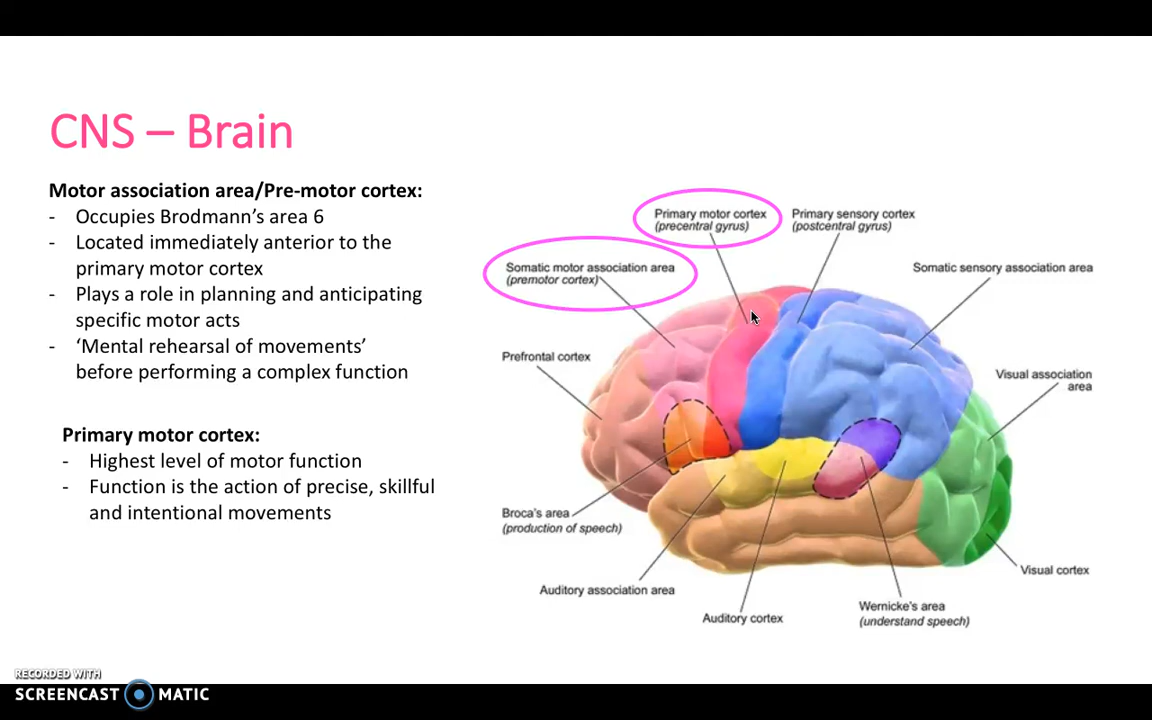 CNS – Brain
Motor association area/Pre-motor cortex:
- Occupies Brodmann's area 6
- Located immediately anterior to the
primary motor cortex
- Plays a role in planning and anticipating
specific motor acts
- 'Mental rehearsal of movements'
before performing a complex function
Primary motor cortex:
- Highest level of motor function
- Function is the action of precise, skillful
and intentional movements
Primary motor cortex
(precentral gyrus)
Primary sensory cortex
(postcentral gyrus)
Somatic motor association area
(premotor cortex)
Somatic sensory association area
Prefrontal cortex
Visual association
area
Broca's area
(production of speech)
Visual cortex
Auditory association area
Auditory cortex
Wernicke's area
(understand speech)
RECORDED WITH
SCREENCAST MATIC